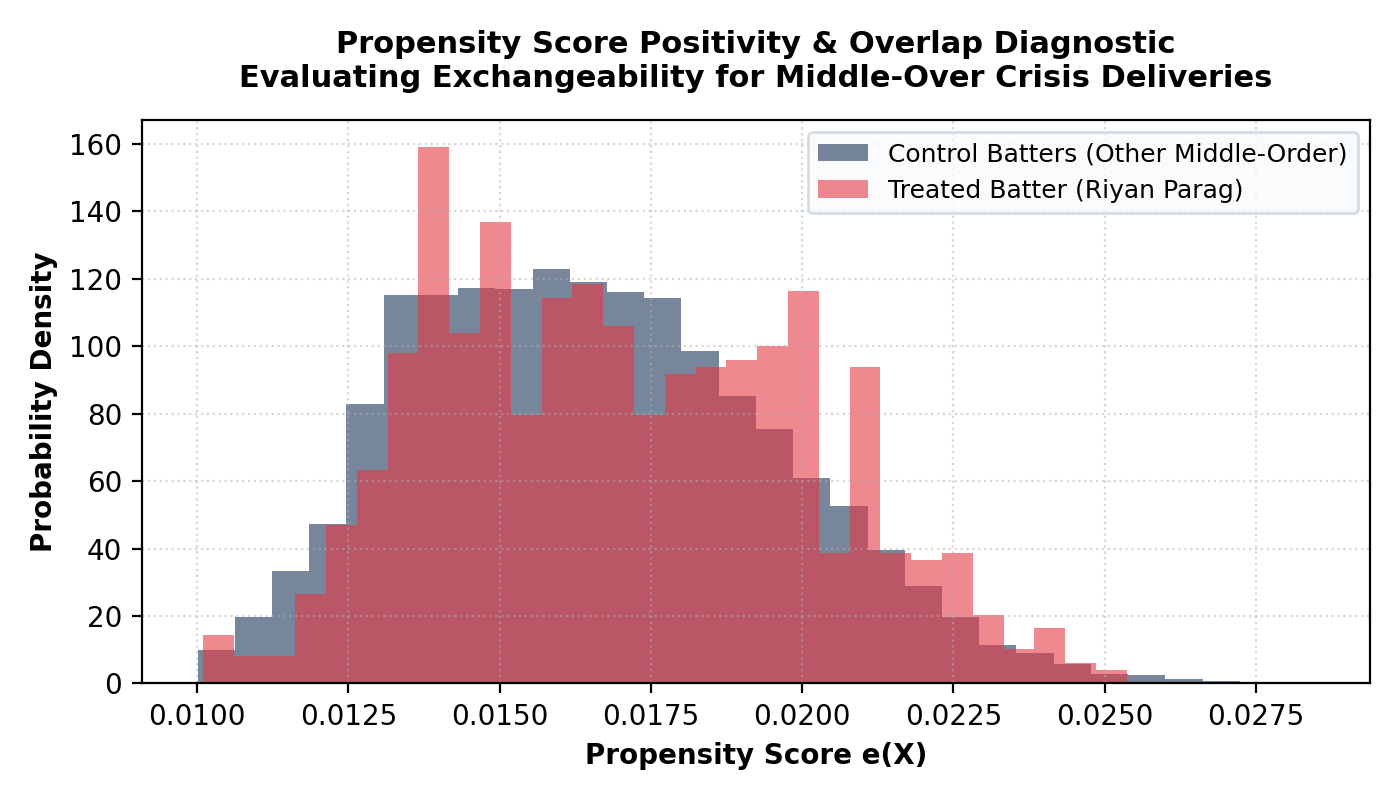 Propensity Score Positivity & Overlap Diagnostic
Evaluating Exchangeability for Middle-Over Crisis Deliveries
Control Batters (Other Middle-Order)
Treated Batter (Riyan Parag)
Probability Density
160
140
120
100
80
60
40
20
0
0.0100 0.0125 0.0150 0.0175 0.0200 0.0225 0.0250 0.0275
Propensity Score e(X)